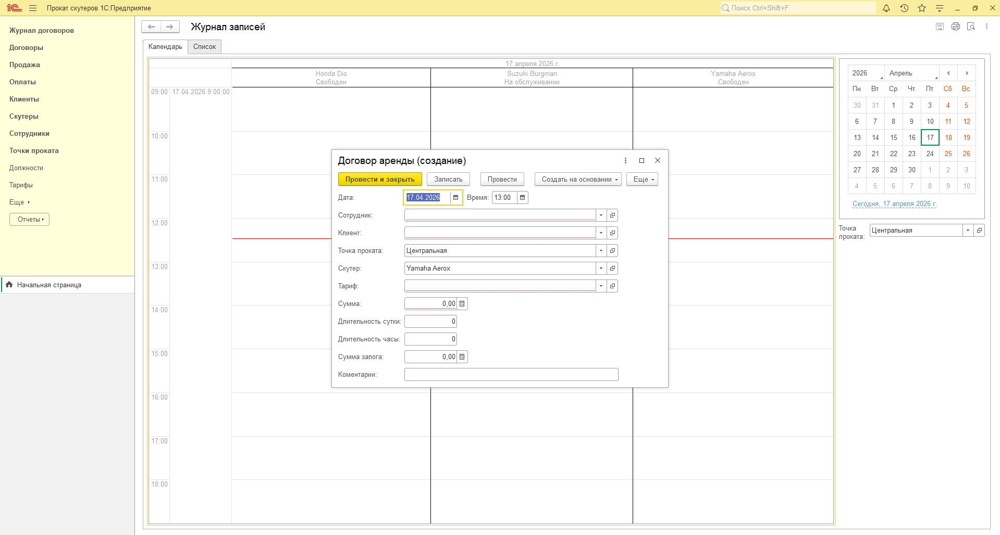 1С Прокат скутеров 1С:Предприятие
Поиск Ctrl+Shift+F
Журнал договоров
Договоры
Продажа
Оплаты
Клиенты
Скутеры
Сотрудники
Точки проката
Должности
Тарифы
Еще
Отчеты
Начальная страница
Журнал записей
Календарь Список
17 апреля 2026 г.
Honda Dio Suzuki Burgman Yamaha Aerox
Свободен На обслуживании Свободен
09:00 17.04.2026 9:00:00
10:00
11:00
12:00
13:00
14:00
15:00
16:00
17:00
18:00
Договор аренды (создание)
Провести и закрыть Записать Провести Создать на основании Еще
Дата: 17.04.2026 Время: 13:00
Сотрудник:
Клиент:
Точка проката: Центральная
Скутер: Yamaha Aerox
Тариф:
Сумма: 0,00
Длительность сутки: 0
Длительность часы: 0
Сумма залога: 0,00
Коментарии:
2026 Апрель
Пн Вт Ср Чт Пт Сб Вс
30 31 1 2 3 4 5
6 7 8 9 10 11 12
13 14 15 16 17 18 19
20 21 22 23 24 25 26
27 28 29 30 1 2 3
4 5 6 7 8 9 10
Сегодня, 17 апреля 2026 г.
Точка
проката: Центральная